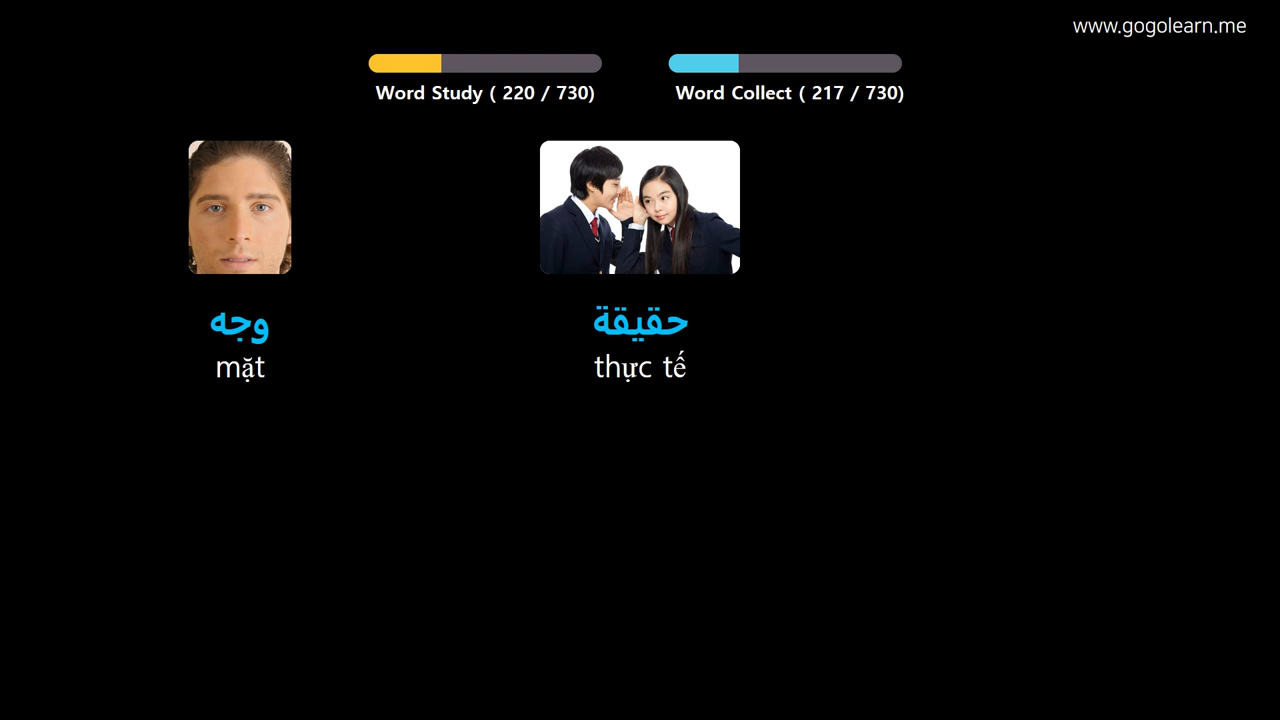 www.gogolearn.me
Word Study ( 220 / 730)
Word Collect ( 217 / 730)
وجه
mặt
حقيقة
thực tế